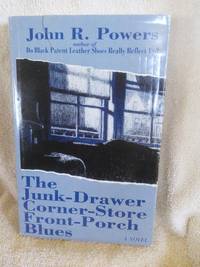 John R. Powers
author of
Do Black Patent Leather Shoes Really Reflect Up?
The
Junk-Drawer
Corner-Store
Front-Porch
Blues
A NOVEL